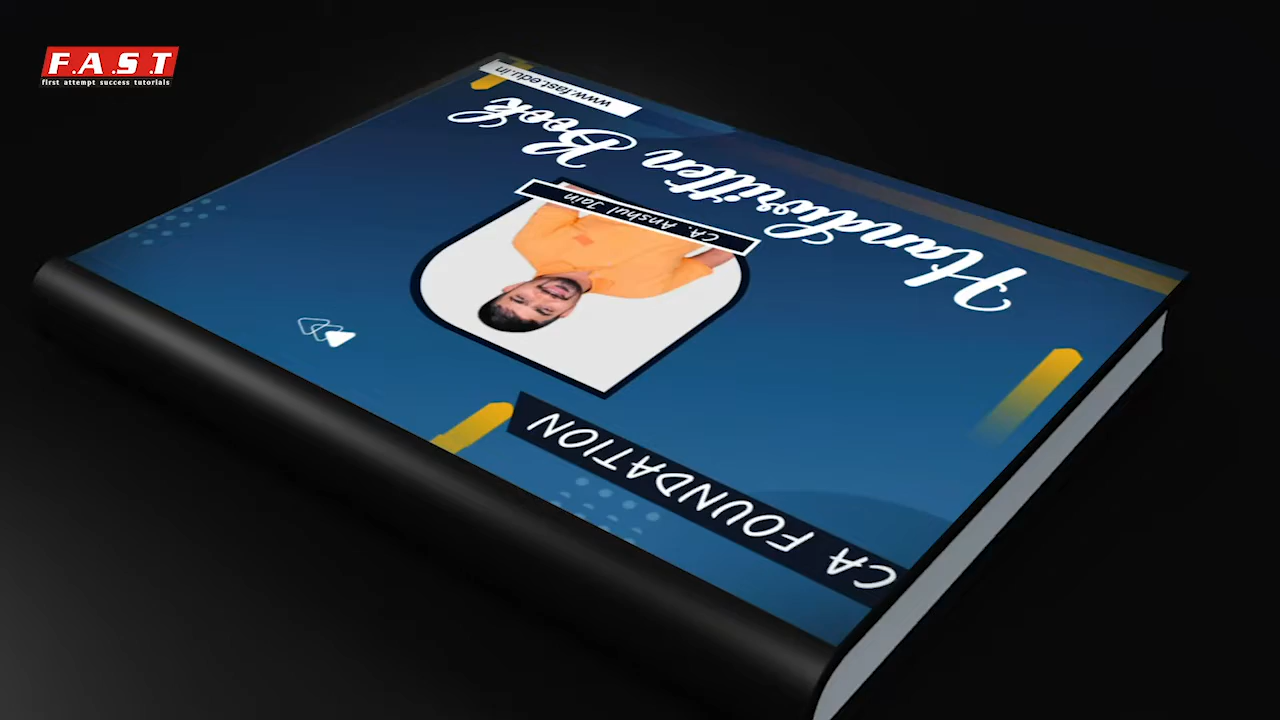 F.A.S.T
first attempt success tutorials
CA FOUNDATION
CA. Anshul Jain
Handwritten Book
www.fast.edu.in